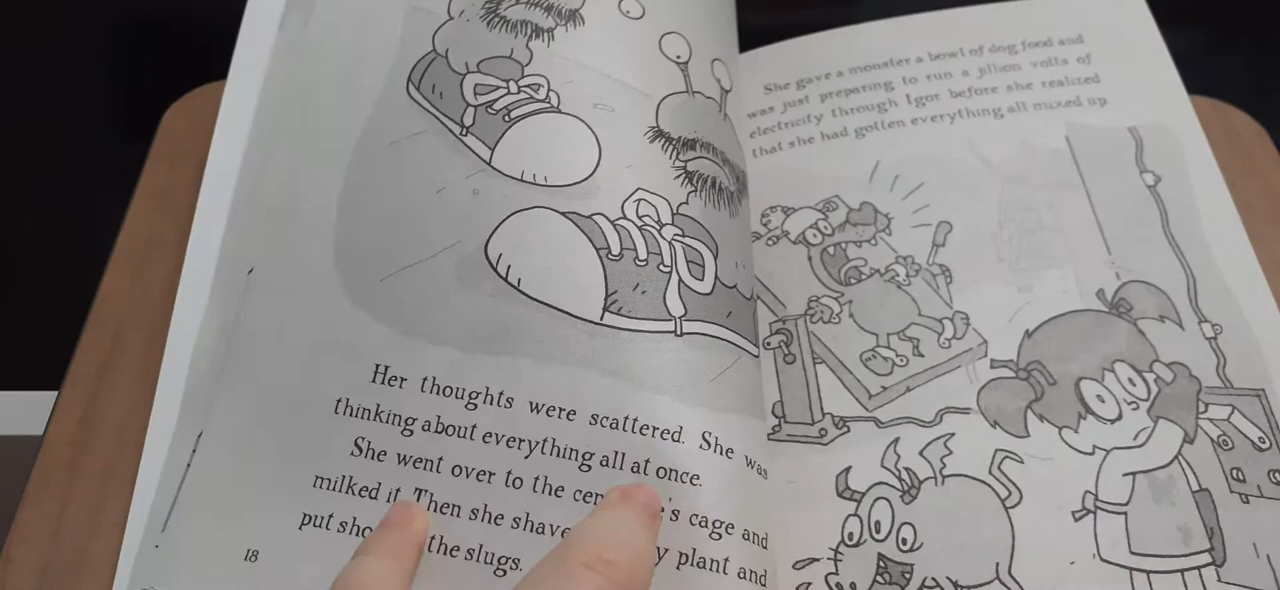 Her thoughts were scattered. She was
thinking about everything all at once.
She went over to the 's cage and
milked it. Then she plant and
put the slugs.
18
She gave a monster a bowl of dog food and
was just preparing to run a jillion volts of
electricity through Igor before she realized
that she had gotten everything all mixed up.